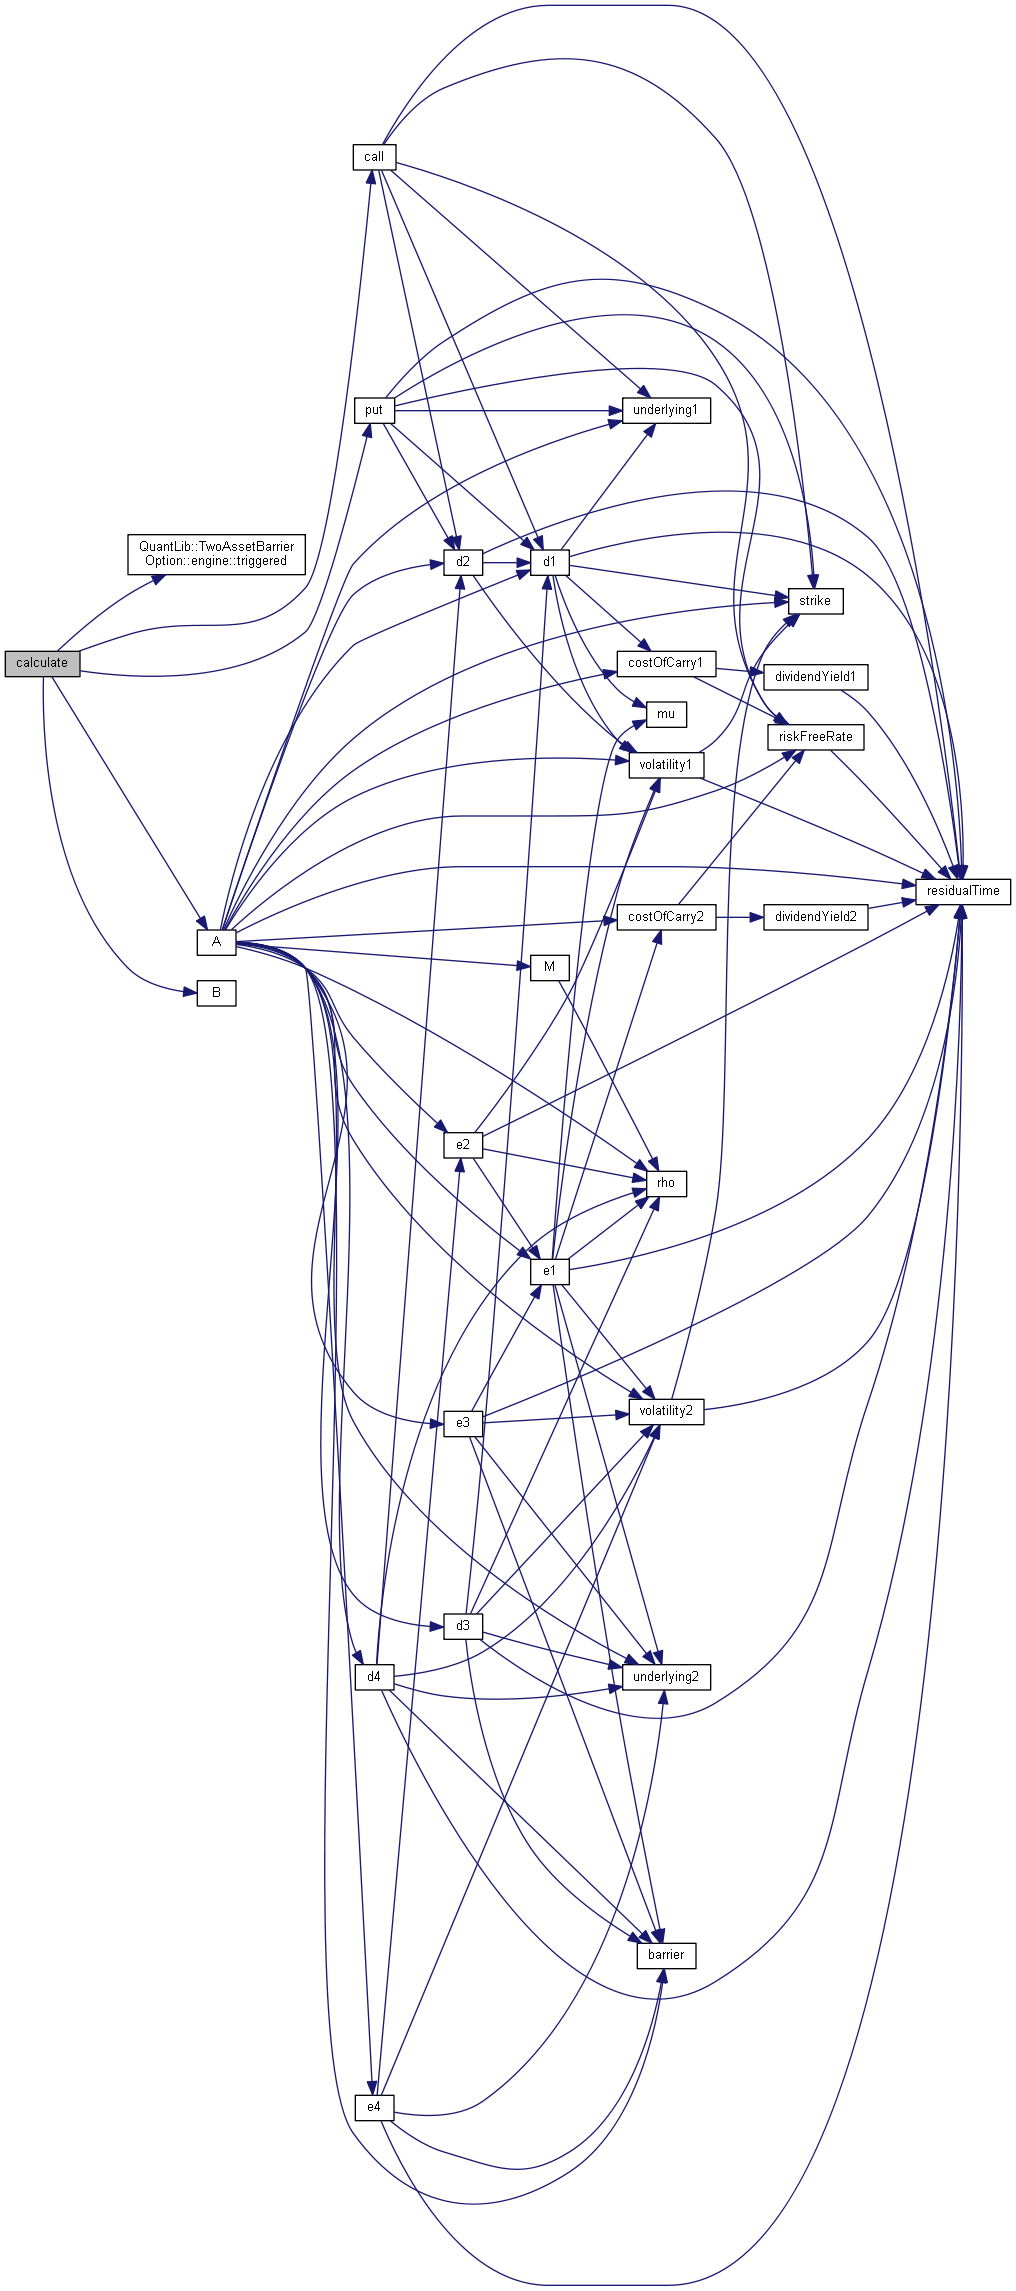 call
put
underlying1
QuantLib::TwoAssetBarrier
Option::engine::triggered
d2
d1
strike
calculate
costOfCarry1
dividendYield1
mu
riskFreeRate
volatility1
residualTime
costOfCarry2
dividendYield2
A
M
B
e2
rho
e1
volatility2
e3
d3
d4
underlying2
barrier
e4